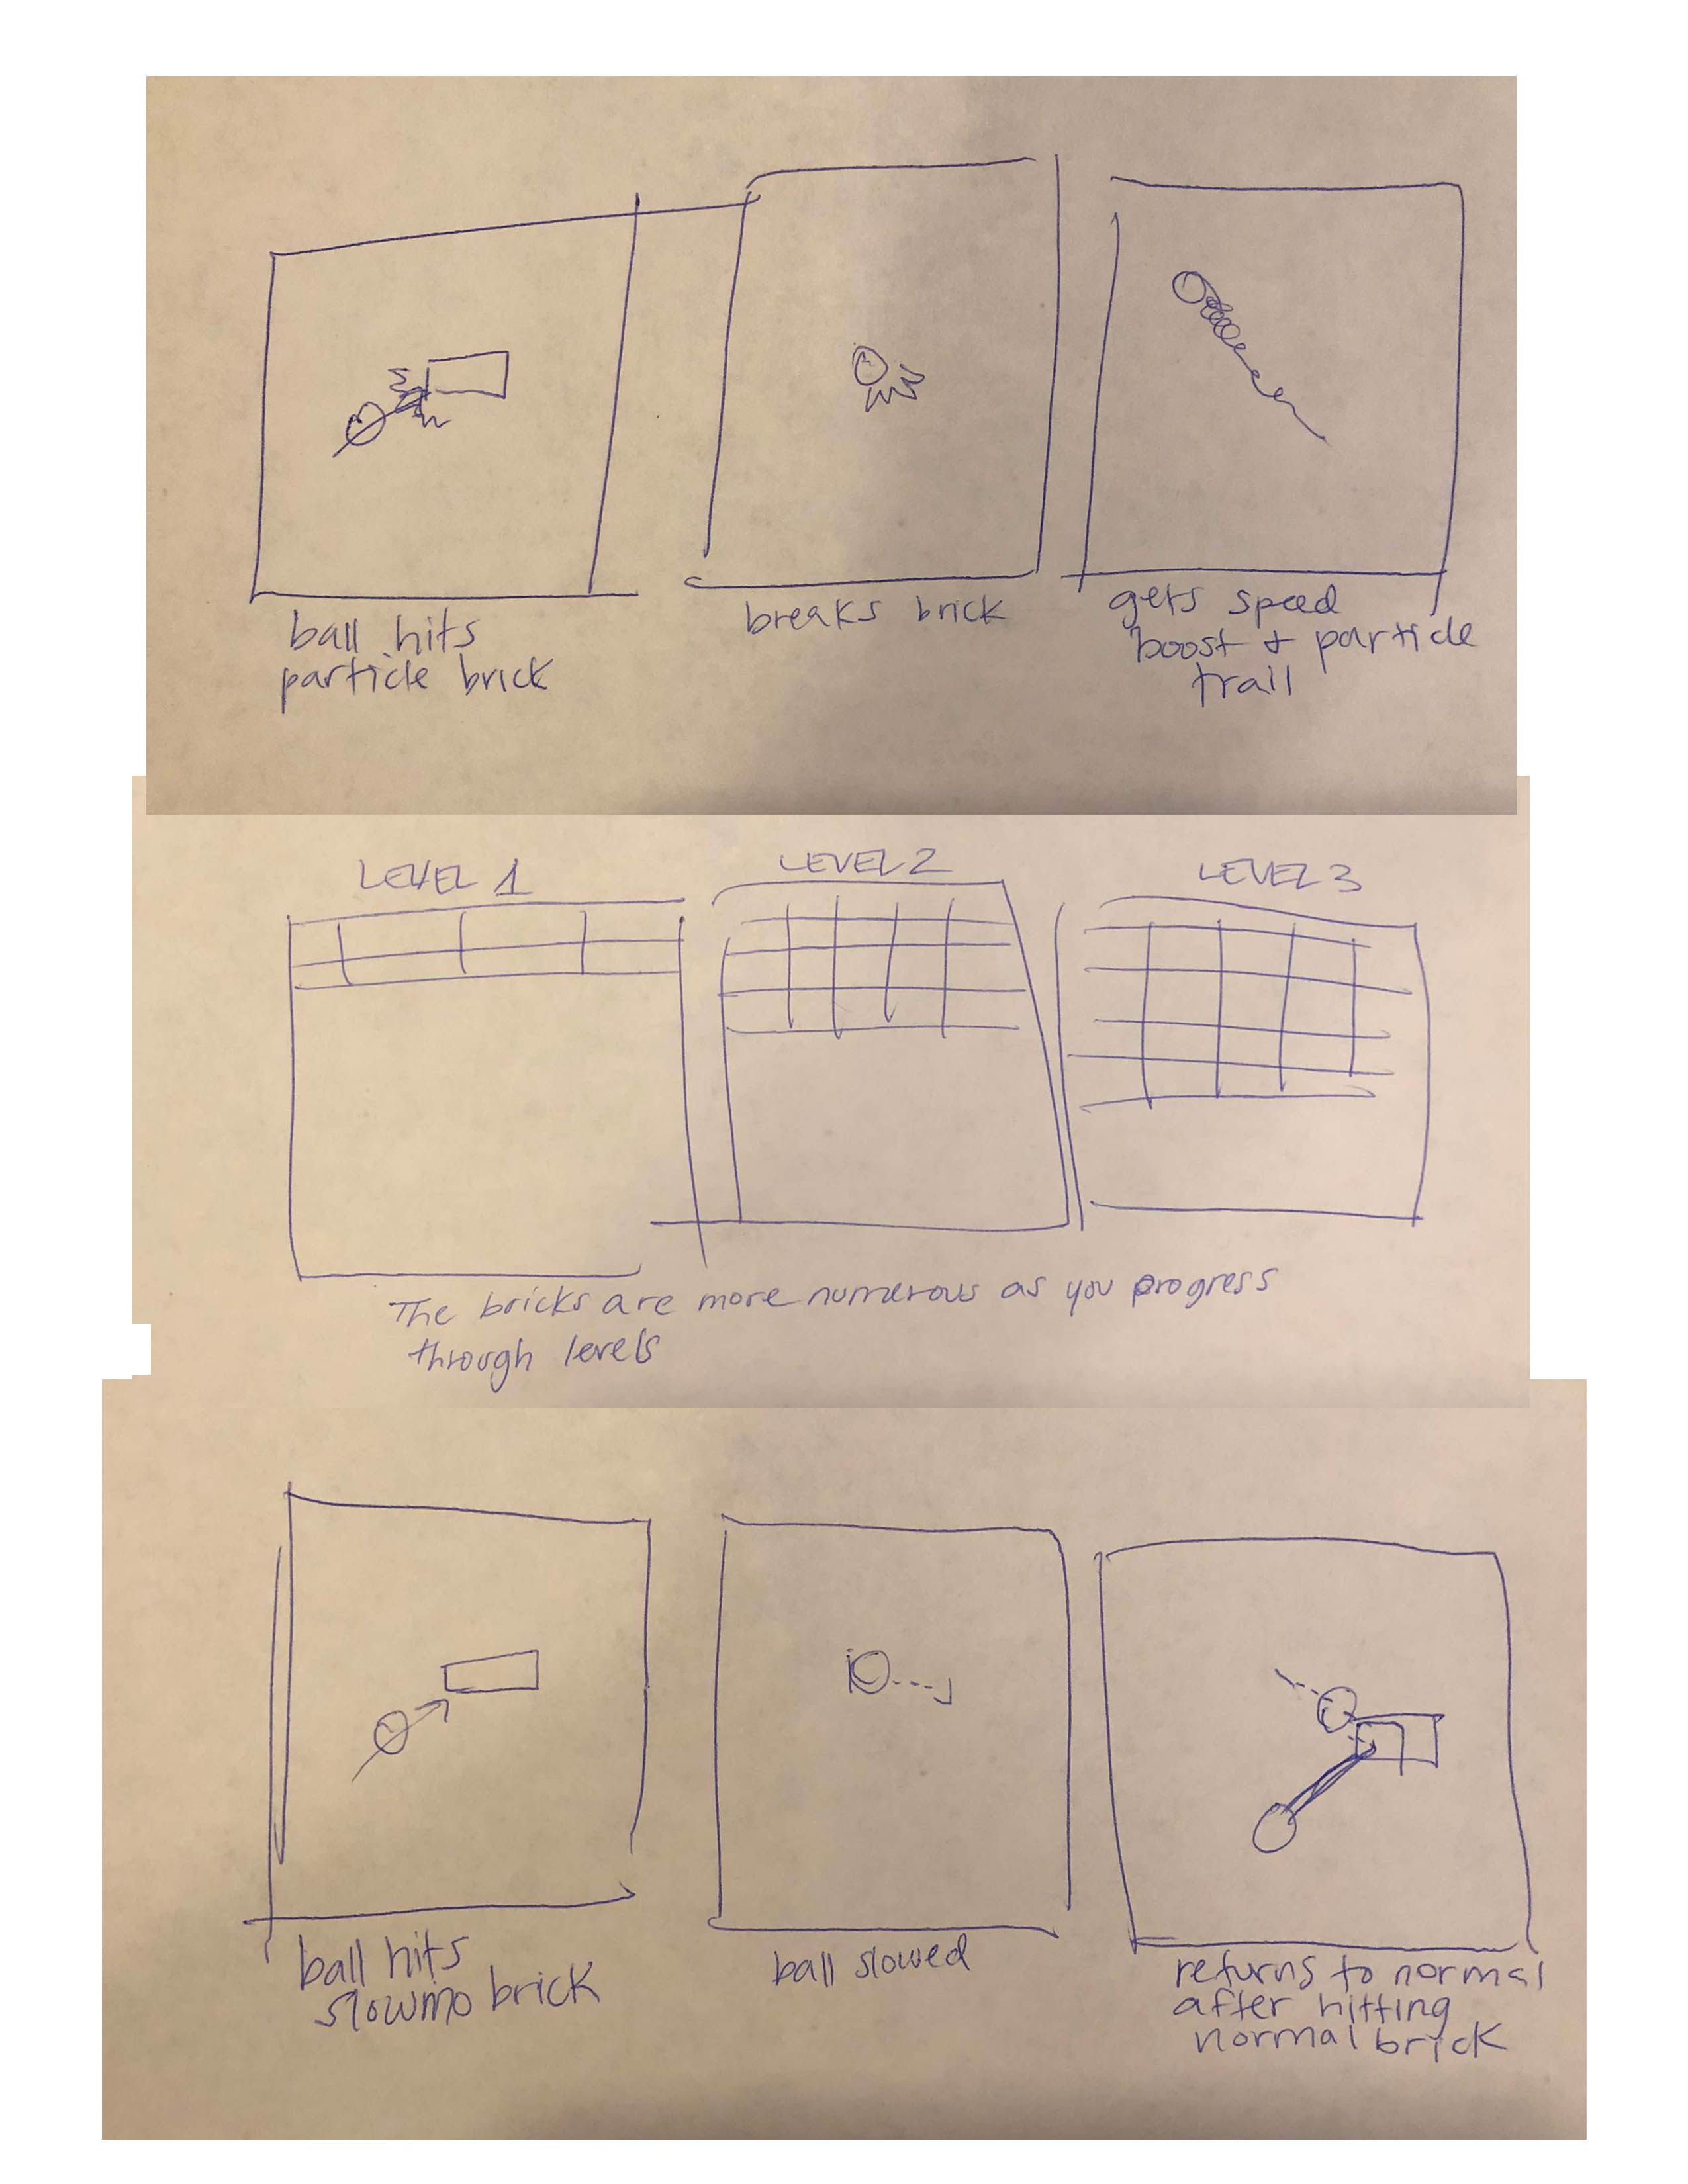 ball hits
particle brick
breaks brick
gets speed
boost & particle
trail
LEVEL 1
LEVEL 2
LEVEL 3
The bricks are more numerous as you progress
through levels
ball hits
slowmo brick
ball slowed
returns to normal
after hitting
normal brick